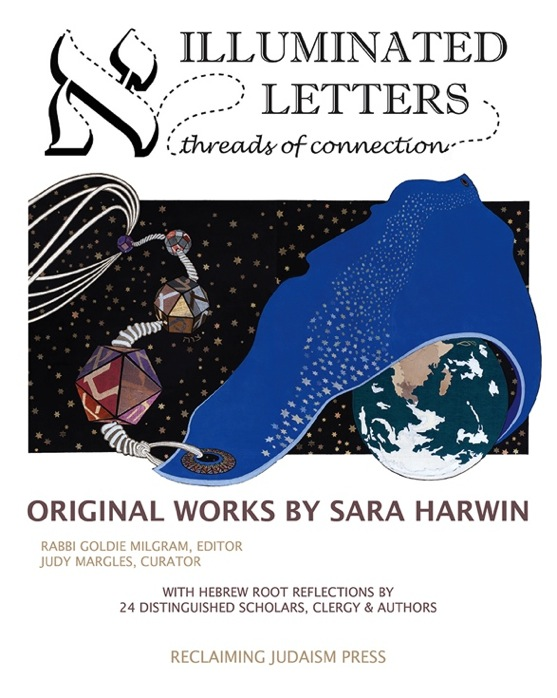 א ILLUMINATED
LETTERS
threads of connection
ORIGINAL WORKS BY SARA HARWIN
RABBI GOLDIE MILGRAM, EDITOR
JUDY MARGLES, CURATOR
WITH HEBREW ROOT REFLECTIONS BY
24 DISTINGUISHED SCHOLARS, CLERGY & AUTHORS
RECLAIMING JUDAISM PRESS